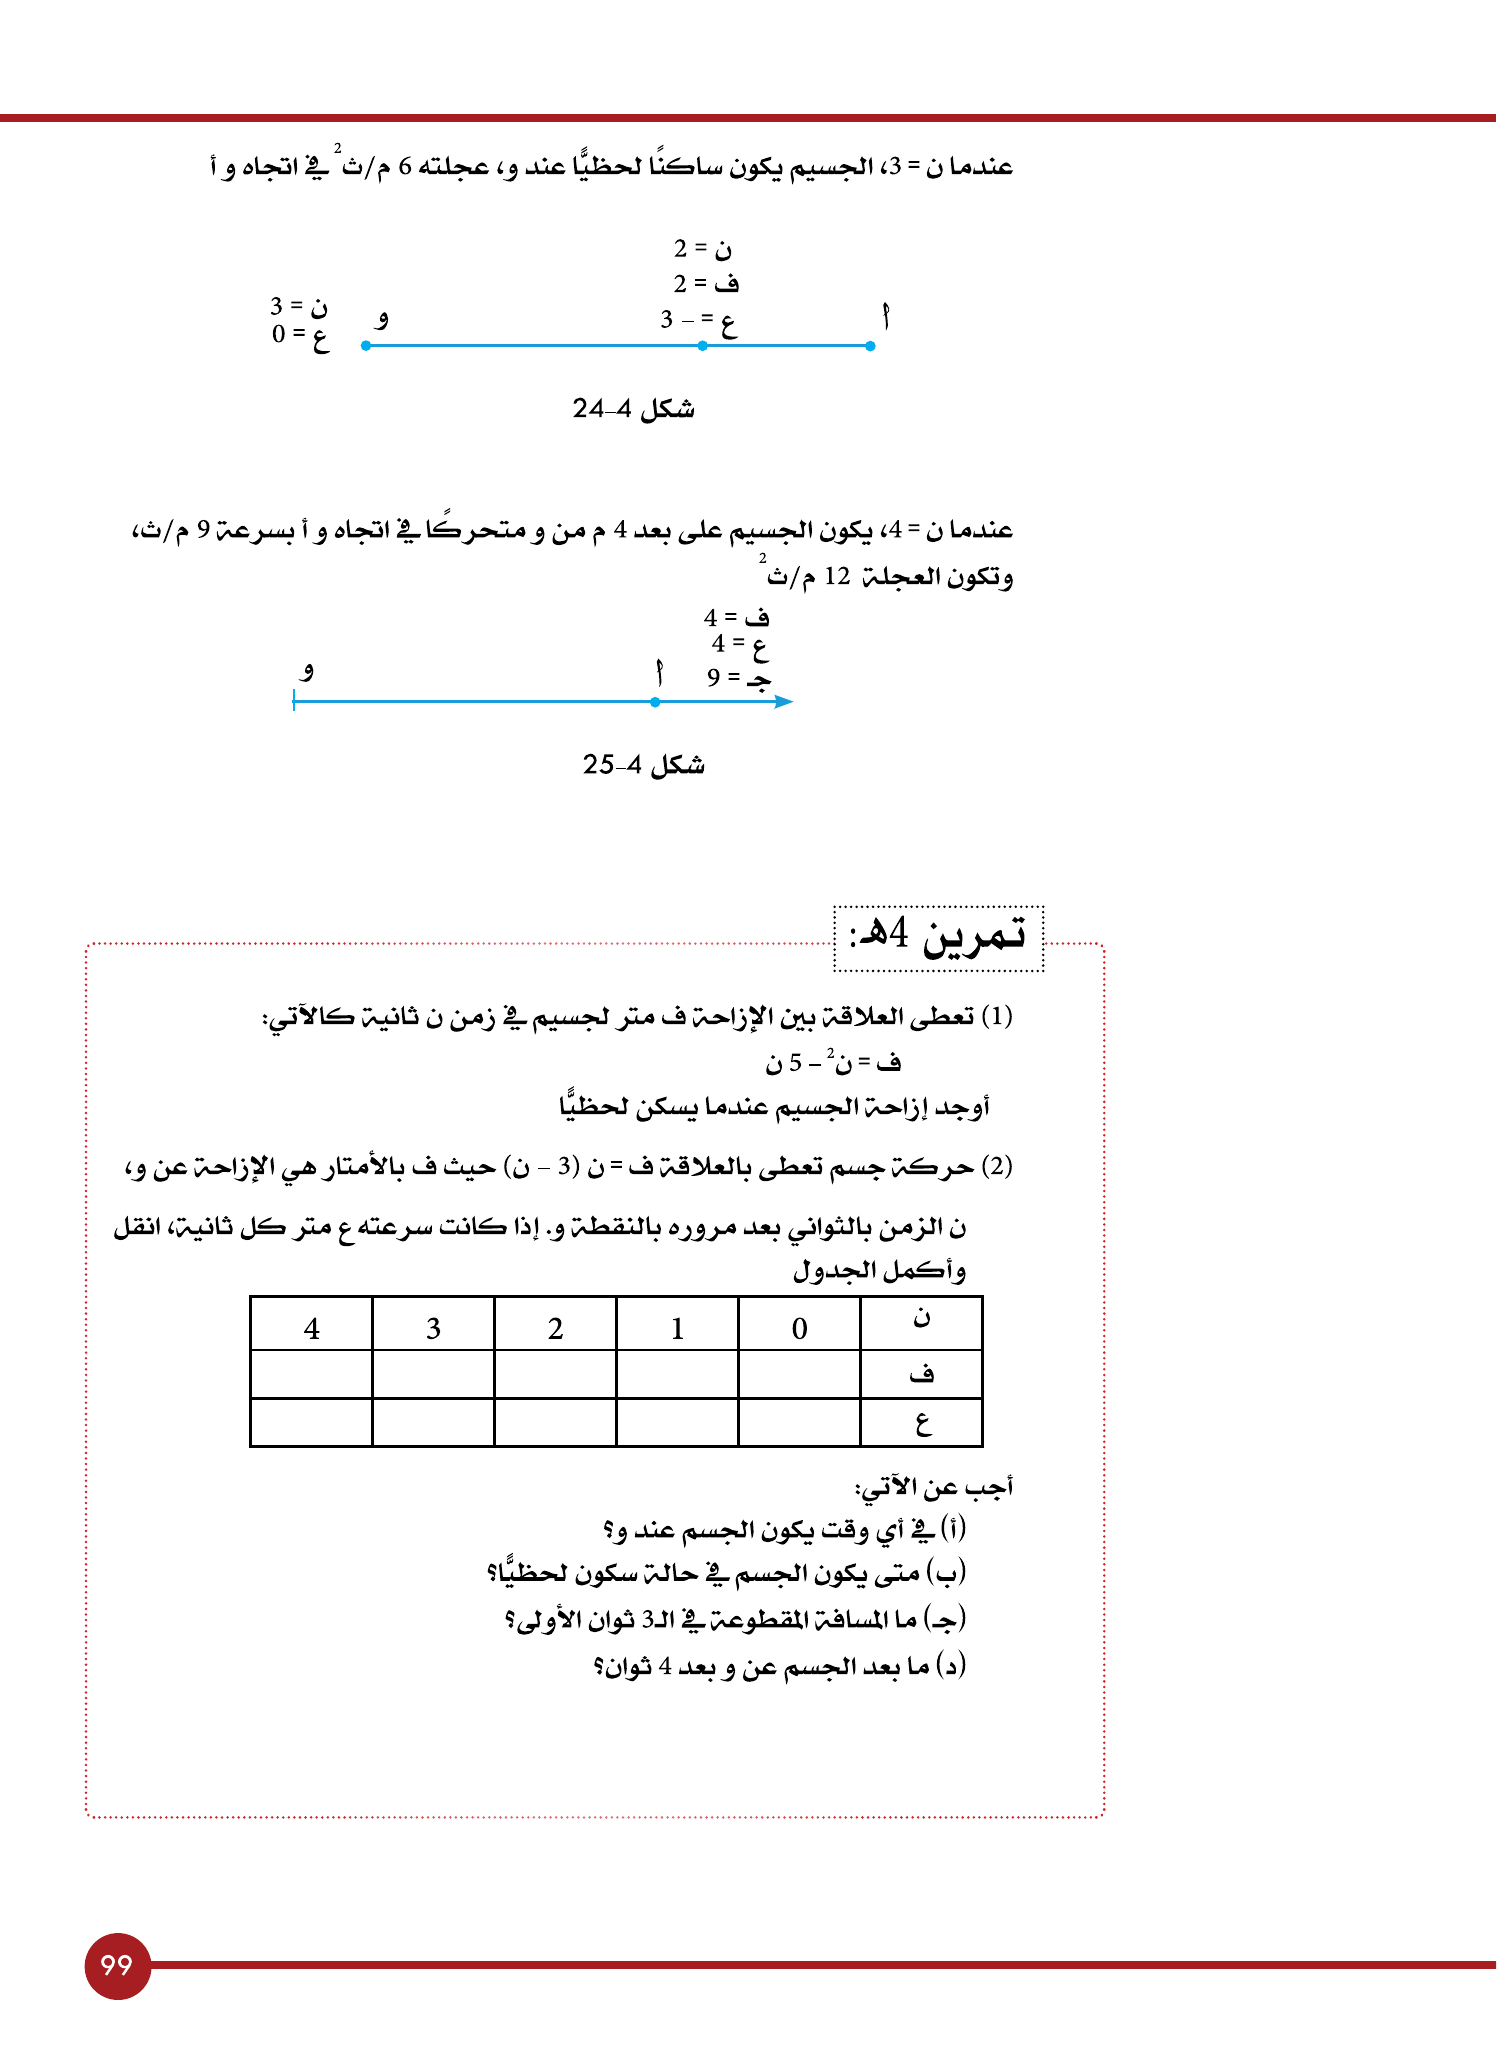 عندما ن = 3، الجسيم يكون ساكنًا لحظيًّا عند و، عجلته 6 م/ث² في اتجاه و أ
ن = 2
ف = 2
ع = – 3
ن = 3
ع = 0
و
أ
شكل 4–24
عندما ن = 4، يكون الجسيم على بعد 4 م من و متحركًا في اتجاه و أ بسرعة 9 م/ث،
وتكون العجلة 12 م/ث²
ف = 4
ع = 4
جـ = 9
أ
و
شكل 4–25
تمرين 4هـ:
(1) تعطى العلاقة بين الإزاحة ف متر لجسيم في زمن ن ثانية كالآتي:
ف = ن² – 5 ن
أوجد إزاحة الجسيم عندما يسكن لحظيًّا
(2) حركة جسم تعطى بالعلاقة ف = ن (3 – ن) حيث ف بالأمتار هي الإزاحة عن و،
ن الزمن بالثواني بعد مروره بالنقطة و. إذا كانت سرعته ع متر كل ثانية، انقل
وأكمل الجدول
ن 0 1 2 3 4
ف
ع
أجب عن الآتي:
(أ) في أي وقت يكون الجسم عند و؟
(ب) متى يكون الجسم في حالة سكون لحظيًّا؟
(جـ) ما المسافة المقطوعة في الـ3 ثوان الأولى؟
(د) ما بعد الجسم عن و بعد 4 ثوان؟
99